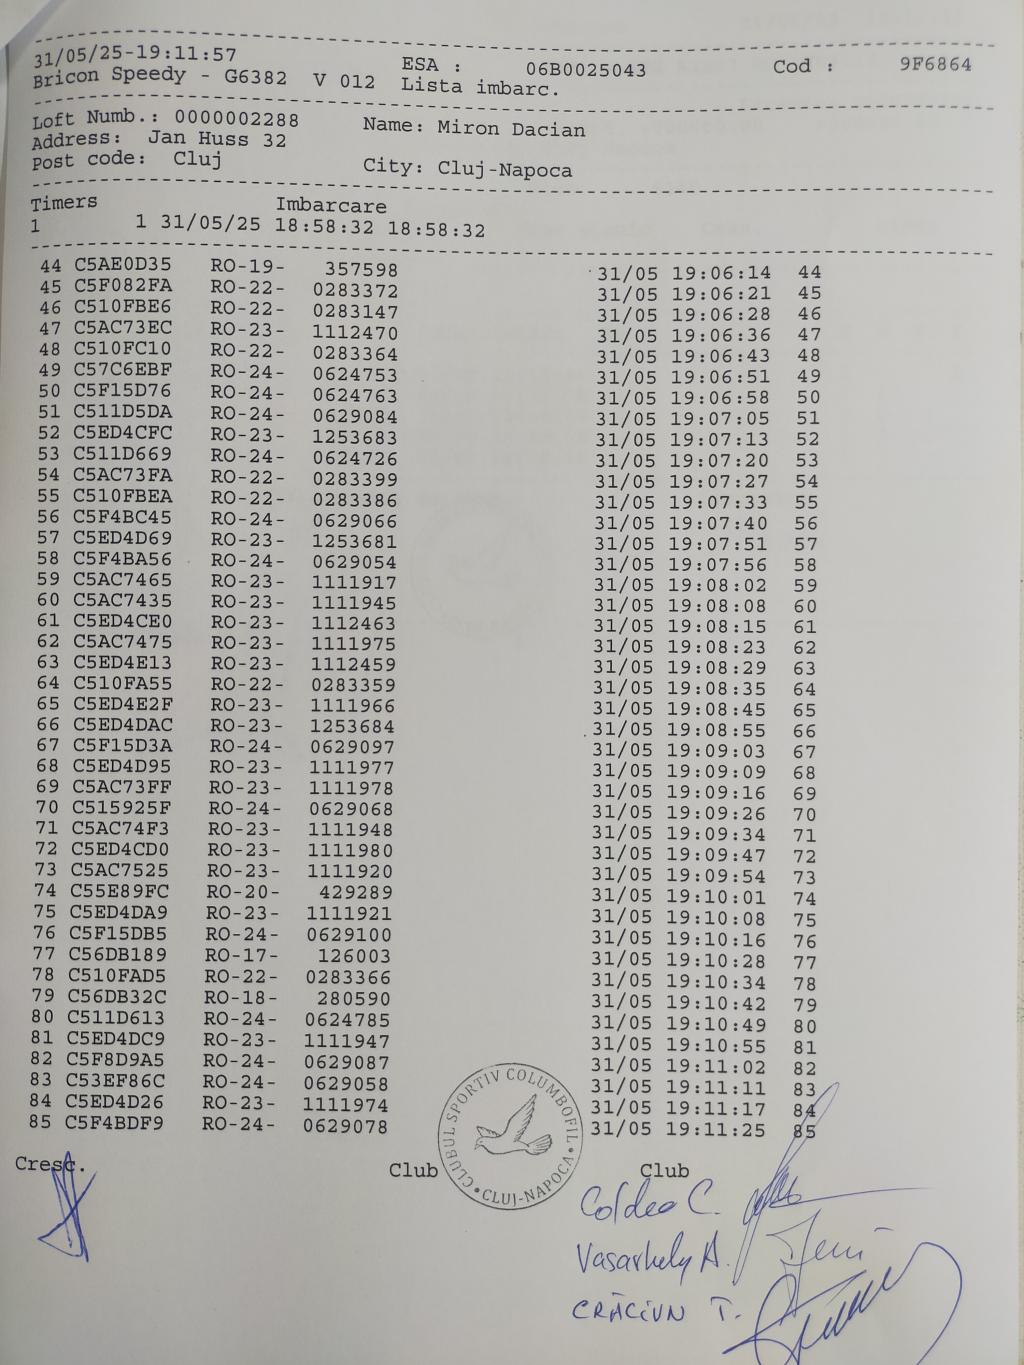 31/05/25-19:11:57 ESA : 06B0025043 Cod : 9F6864
Bricon Speedy - G6382 V 012 Lista imbarc.
Loft Numb.: 0000002288 Name: Miron Dacian
Address: Jan Huss 32
Post code: Cluj City: Cluj-Napoca
Timers Imbarcare
1 1 31/05/25 18:58:32 18:58:32
44 C5AE0D35 RO-19- 357598 31/05 19:06:14 44
45 C5F082FA RO-22- 0283372 31/05 19:06:21 45
46 C510FBE6 RO-22- 0283147 31/05 19:06:28 46
47 C5AC73EC RO-23- 1112470 31/05 19:06:36 47
48 C510FC10 RO-22- 0283364 31/05 19:06:43 48
49 C57C6EBF RO-24- 0624753 31/05 19:06:51 49
50 C5F15D76 RO-24- 0624763 31/05 19:06:58 50
51 C511D5DA RO-24- 0629084 31/05 19:07:05 51
52 C5ED4CFC RO-23- 1253683 31/05 19:07:13 52
53 C511D669 RO-24- 0624726 31/05 19:07:20 53
54 C5AC73FA RO-22- 0283399 31/05 19:07:27 54
55 C510FBEA RO-22- 0283386 31/05 19:07:33 55
56 C5F4BC45 RO-24- 0629066 31/05 19:07:40 56
57 C5ED4D69 RO-23- 1253681 31/05 19:07:51 57
58 C5F4BA56 RO-24- 0629054 31/05 19:07:56 58
59 C5AC7465 RO-23- 1111917 31/05 19:08:02 59
60 C5AC7435 RO-23- 1111945 31/05 19:08:08 60
61 C5ED4CE0 RO-23- 1112463 31/05 19:08:15 61
62 C5AC7475 RO-23- 1111975 31/05 19:08:23 62
63 C5ED4E13 RO-23- 1112459 31/05 19:08:29 63
64 C510FA55 RO-22- 0283359 31/05 19:08:35 64
65 C5ED4E2F RO-23- 1111966 31/05 19:08:45 65
66 C5ED4DAC RO-23- 1253684 31/05 19:08:55 66
67 C5F15D3A RO-24- 0629097 31/05 19:09:03 67
68 C5ED4D95 RO-23- 1111977 31/05 19:09:09 68
69 C5AC73FF RO-23- 1111978 31/05 19:09:16 69
70 C515925F RO-24- 0629068 31/05 19:09:26 70
71 C5AC74F3 RO-23- 1111948 31/05 19:09:34 71
72 C5ED4CD0 RO-23- 1111980 31/05 19:09:47 72
73 C5AC7525 RO-23- 1111920 31/05 19:09:54 73
74 C55E89FC RO-20- 429289 31/05 19:10:01 74
75 C5ED4DA9 RO-23- 1111921 31/05 19:10:08 75
76 C5F15DB5 RO-24- 0629100 31/05 19:10:16 76
77 C56DB189 RO-17- 126003 31/05 19:10:28 77
78 C510FAD5 RO-22- 0283366 31/05 19:10:34 78
79 C56DB32C RO-18- 280590 31/05 19:10:42 79
80 C511D613 RO-24- 0624785 31/05 19:10:49 80
81 C5ED4DC9 RO-23- 1111947 31/05 19:10:55 81
82 C5F8D9A5 RO-24- 0629087 31/05 19:11:02 82
83 C53EF86C RO-24- 0629058 31/05 19:11:11 83
84 C5ED4D26 RO-23- 1111974 31/05 19:11:17 84
85 C5F4BDF9 RO-24- 0629078 31/05 19:11:25 85
Cresc. Club Club
CLUBUL SPORTIV COLUMBOFIL
CLUJ-NAPOCA
Coldea C.
Vasarhely A.
CRĂCIUN T.